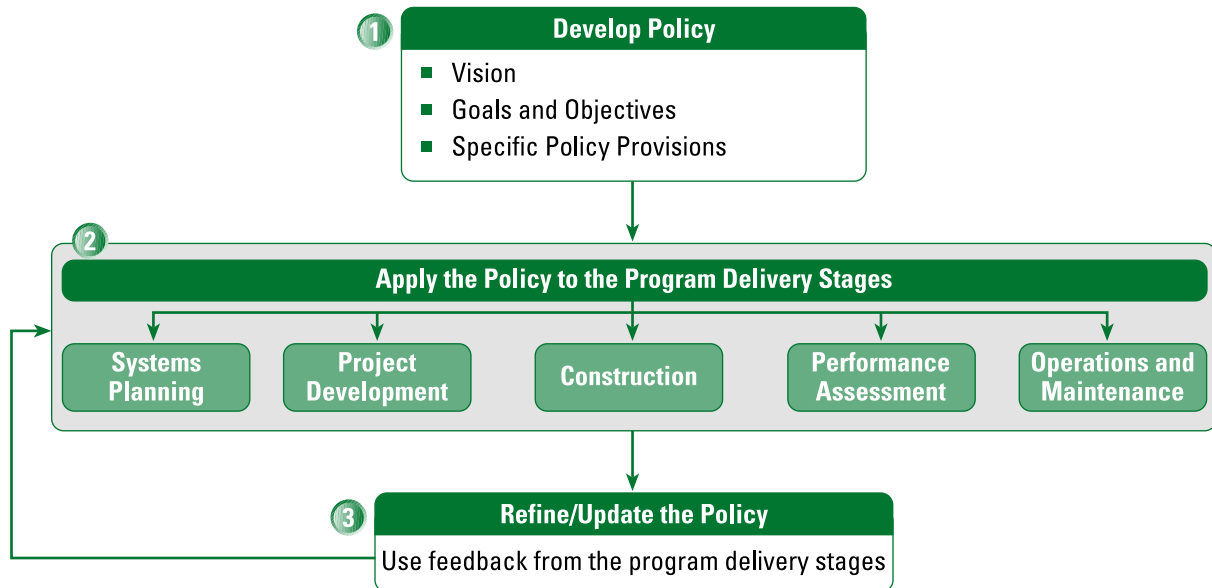 1
Develop Policy
Vision
Goals and Objectives
Specific Policy Provisions
2
Apply the Policy to the Program Delivery Stages
Systems
Planning
Project
Development
Construction
Performance
Assessment
Operations and
Maintenance
3
Refine/Update the Policy
Use feedback from the program delivery stages